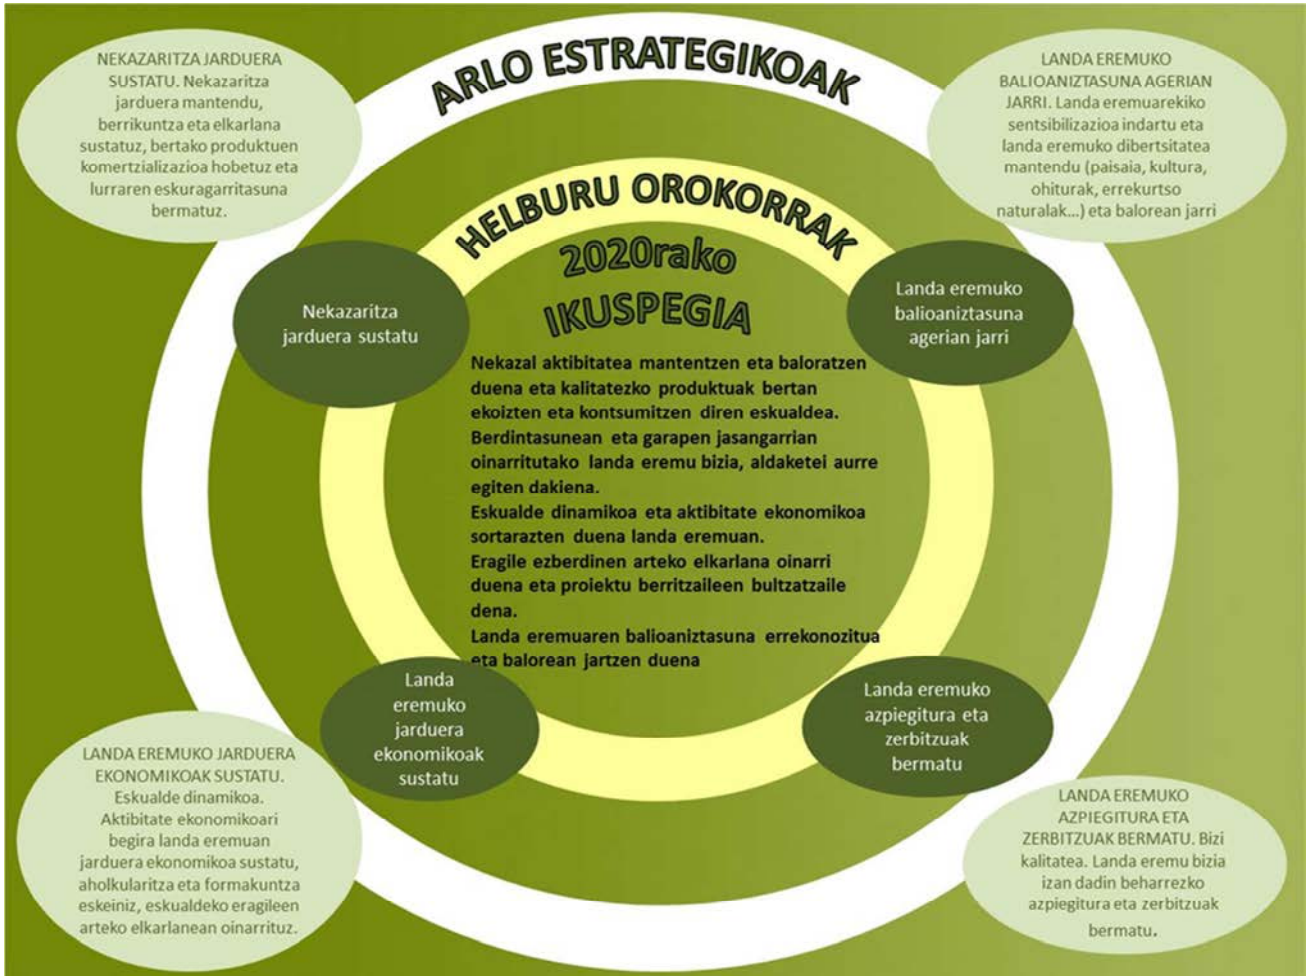 ARLO ESTRATEGIKOAK
NEKAZARITZA JARDUERA
SUSTATU. Nekazaritza
jarduera mantendu,
berrikuntza eta elkarlana
sustatuz, bertako produktuen
komertzializazioa hobetuz eta
lurraren eskuragarritasuna
bermatuz.
LANDA EREMUKO
BALIOANIZTASUNA AGERIAN
JARRI. Landa eremuarekiko
sentsibilizazioa indartu eta
landa eremuko dibertsitatea
mantendu (paisaia, kultura,
ohiturak, errekurtso
naturalak...) eta balorean jarri
HELBURU OROKORRAK
Nekazaritza
jarduera sustatu
Landa eremuko
balioaniztasuna
agerian jarri
2020rako
IKUSPEGIA
Nekazal aktibitatea mantentzen eta baloratzen
duena eta kalitatezko produktuak bertan
ekoizten eta kontsumitzen diren eskualdea.
Berdintasunean eta garapen jasangarrian
oinarritutako landa eremu bizia, aldaketei aurre
egiten dakiena.
Eskualde dinamikoa eta aktibitate ekonomikoa
sortarazten duena landa eremuan.
Eragile ezberdinen arteko elkarlana oinarri
duena eta proiektu berritzaileen bultzatzaile
dena.
Landa eremuaren balioaniztasuna errekonozitua
eta balorean jartzen duena
Landa
eremuko
jarduera
ekonomikoak
sustatu
Landa eremuko
azpiegitura eta
zerbitzuak
bermatu
LANDA EREMUKO JARDUERA
EKONOMIKOAK SUSTATU.
Eskualde dinamikoa.
Aktibitate ekonomikoari
begira landa eremuan
jarduera ekonomikoa sustatu,
aholkularitza eta formakuntza
eskeiniz, eskualdeko eragileen
arteko elkarlanean oinarrituz.
LANDA EREMUKO
AZPIEGITURA ETA
ZERBITZUAK BERMATU. Bizi
kalitatea. Landa eremu bizia
izan dadin beharrezko
azpiegitura eta zerbitzuak
bermatu.